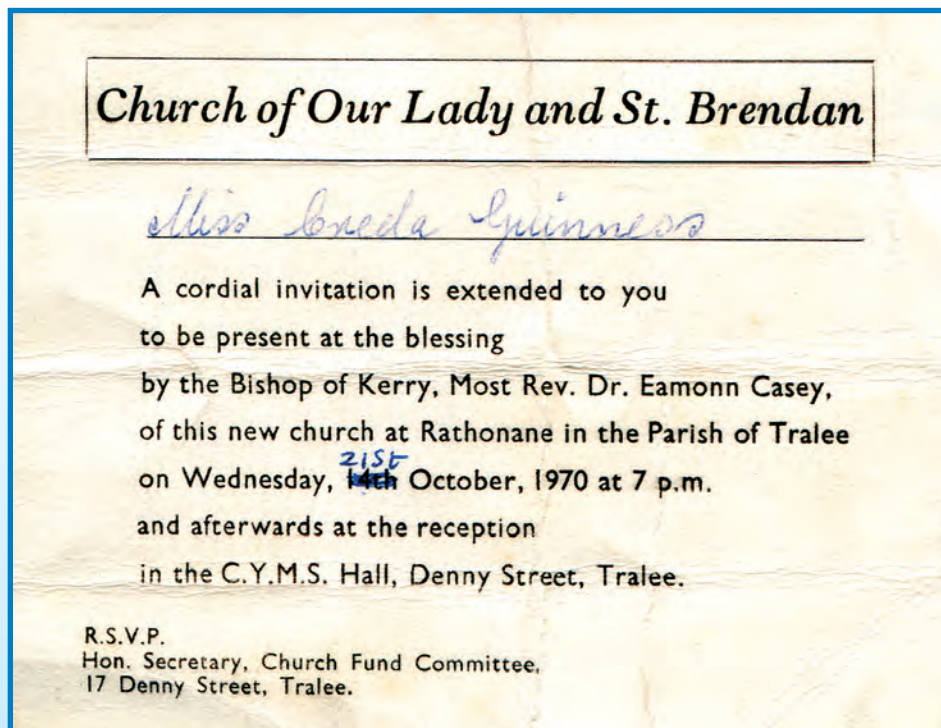 Church of Our Lady and St. Brendan
Miss Creda Guinness
A cordial invitation is extended to you
to be present at the blessing
by the Bishop of Kerry, Most Rev. Dr. Eamonn Casey,
of this new church at Rathonane in the Parish of Tralee
21st
on Wednesday, 14th October, 1970 at 7 p.m.
and afterwards at the reception
in the C.Y.M.S. Hall, Denny Street, Tralee.
R.S.V.P.
Hon. Secretary, Church Fund Committee,
17 Denny Street, Tralee.